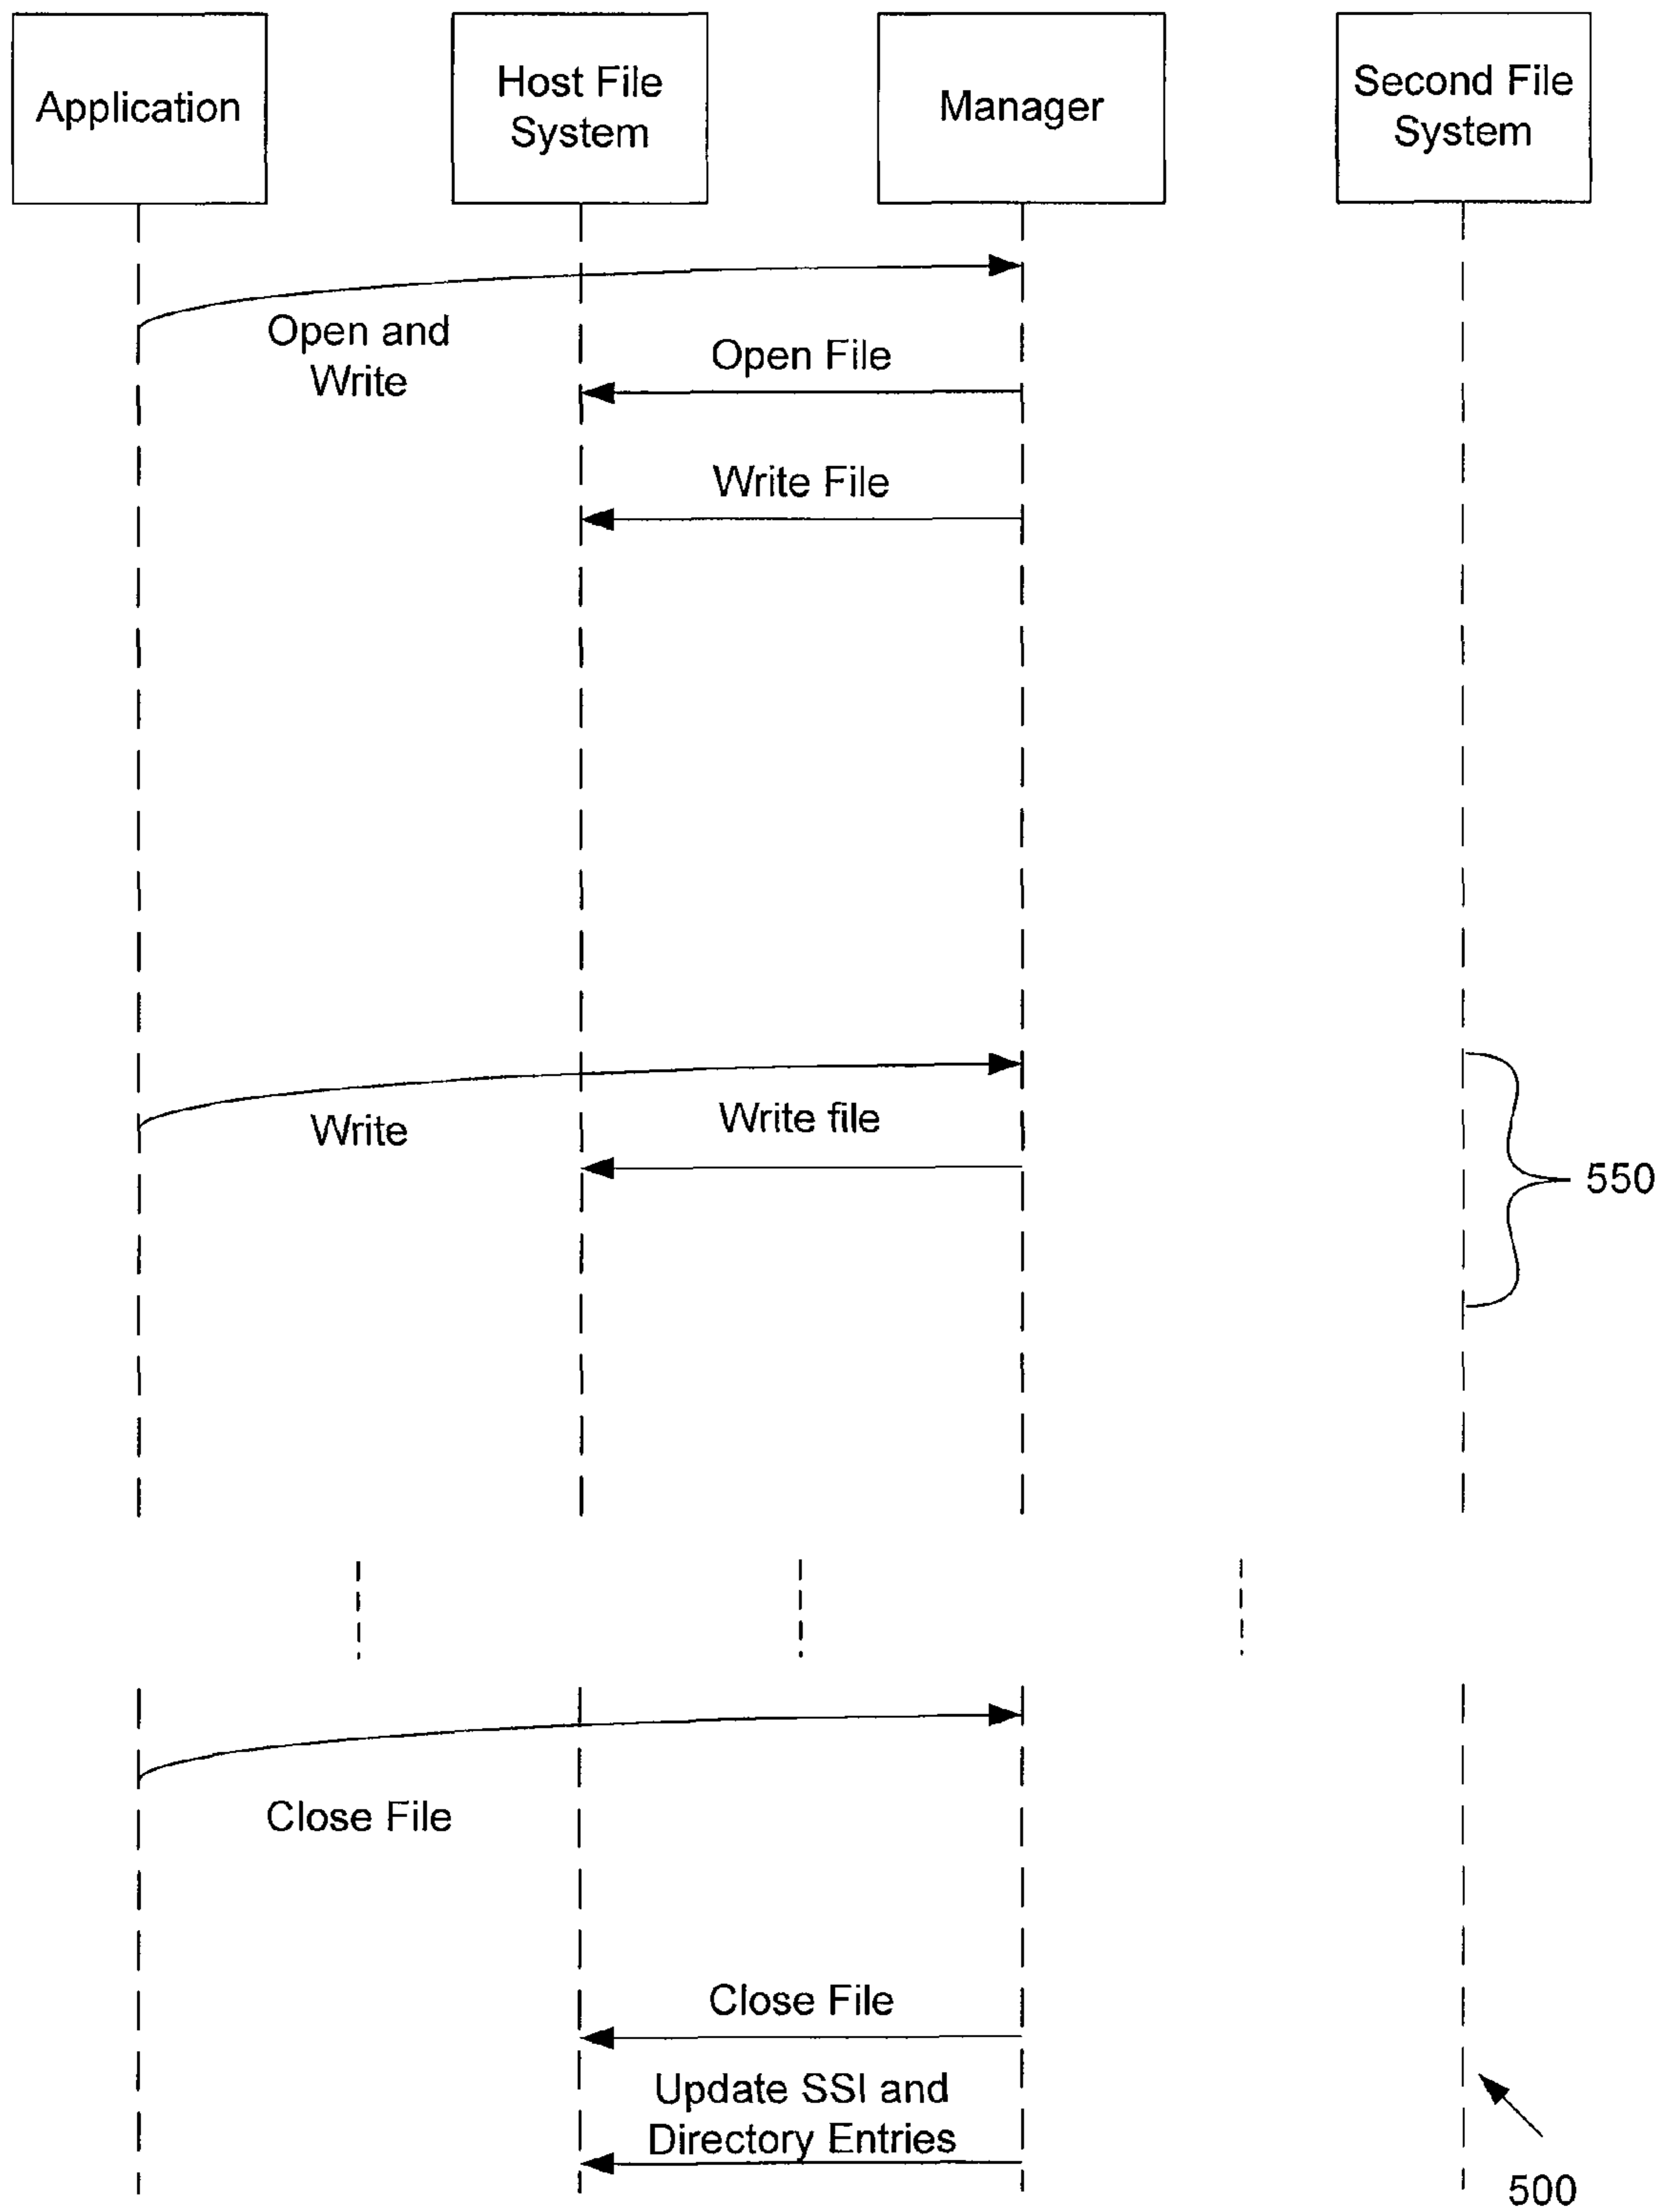 Application
Host File
System
Manager
Second File
System
Open and
Write
Open File
Write File
Write
Write file
550
Close File
Close File
Update SSI and
Directory Entries
500